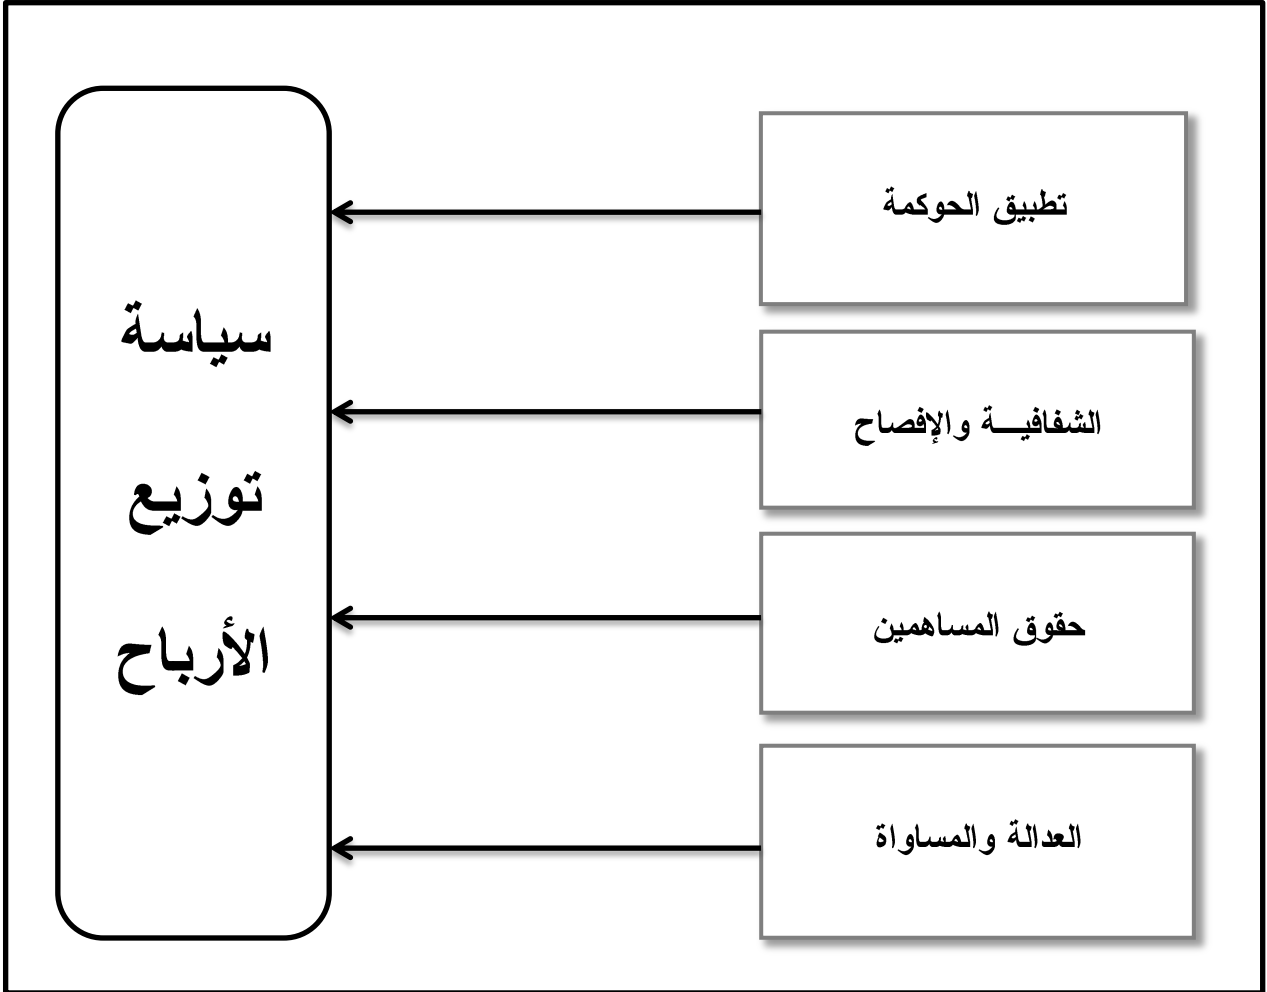 تطبيق الحوكمة
الشفافيـــة والإفصاح
حقوق المساهمين
العدالة والمساواة
سياسة
توزيع
الأرباح